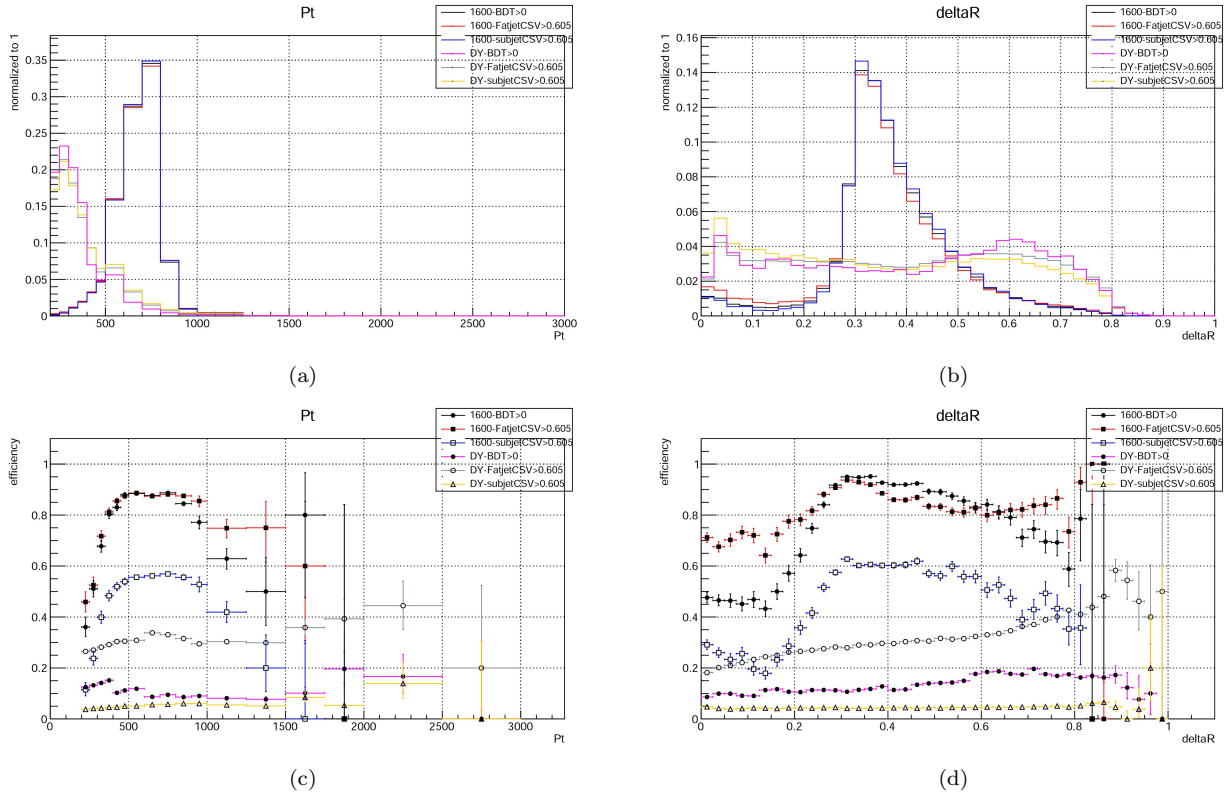 Pt
1600-BDT>0
1600-FatjetCSV>0.605
1600-subjetCSV>0.605
DY-BDT>0
DY-FatjetCSV>0.605
DY-subjetCSV>0.605
normalized to 1
0.35
0.3
0.25
0.2
0.15
0.1
0.05
0
500 1000 1500 2000 2500 3000
Pt
(a)
deltaR
1600-BDT>0
1600-FatjetCSV>0.605
1600-subjetCSV>0.605
DY-BDT>0
DY-FatjetCSV>0.605
DY-subjetCSV>0.605
normalized to 1
0.16
0.14
0.12
0.1
0.08
0.06
0.04
0.02
0
0 0.1 0.2 0.3 0.4 0.5 0.6 0.7 0.8 0.9 1
deltaR
(b)
Pt
1600-BDT>0
1600-FatjetCSV>0.605
1600-subjetCSV>0.605
DY-BDT>0
DY-FatjetCSV>0.605
DY-subjetCSV>0.605
efficiency
1
0.8
0.6
0.4
0.2
0
0 500 1000 1500 2000 2500 3000
Pt
(c)
deltaR
1600-BDT>0
1600-FatjetCSV>0.605
1600-subjetCSV>0.605
DY-BDT>0
DY-FatjetCSV>0.605
DY-subjetCSV>0.605
efficiency
1
0.8
0.6
0.4
0.2
0
0 0.2 0.4 0.6 0.8 1
deltaR
(d)